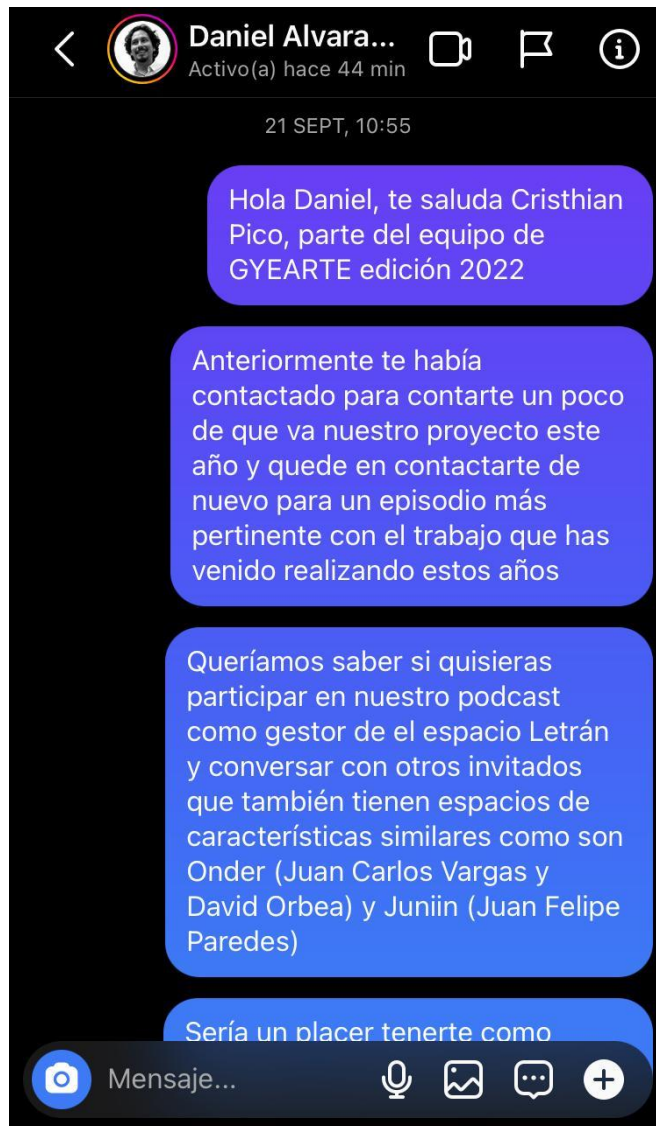 Daniel Alvara...
Activo(a) hace 44 min
21 SEPT, 10:55
Hola Daniel, te saluda Cristhian
Pico, parte del equipo de
GYEARTE edición 2022
Anteriormente te había
contactado para contarte un poco
de que va nuestro proyecto este
año y quede en contactarte de
nuevo para un episodio más
pertinente con el trabajo que has
venido realizando estos años
Queríamos saber si quisieras
participar en nuestro podcast
como gestor de el espacio Letrán
y conversar con otros invitados
que también tienen espacios de
características similares como son
Onder (Juan Carlos Vargas y
David Orbea) y Juniin (Juan Felipe
Paredes)
Sería un placer tenerte como
Mensaje...